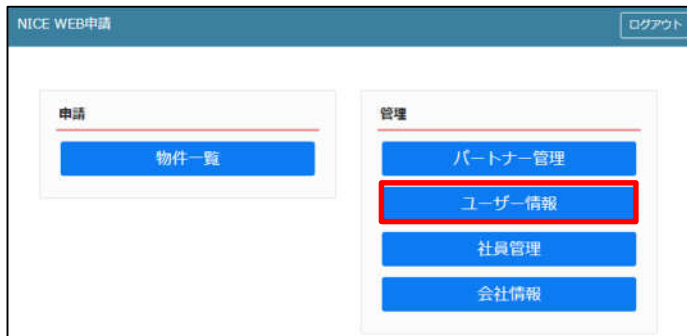 NICE WEB申請
ログアウト
申請
物件一覧
管理
パートナー管理
ユーザー情報
社員管理
会社情報